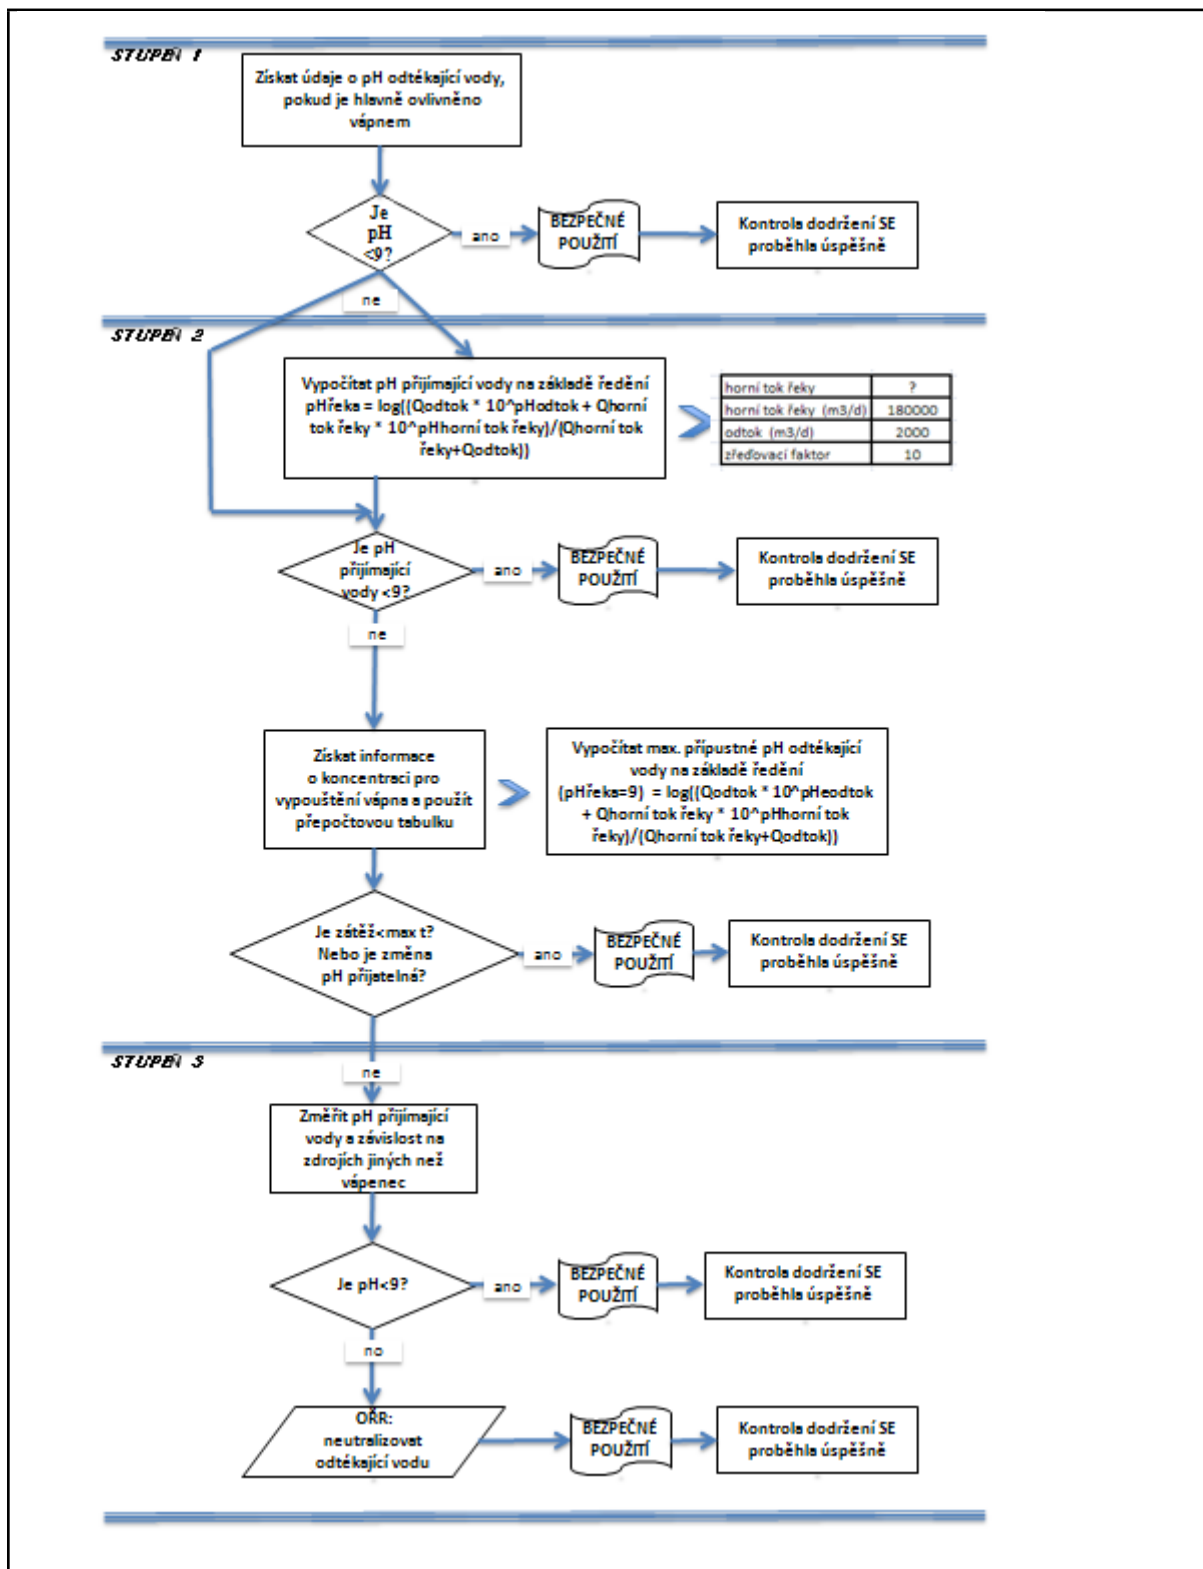 STUPEŇ 1
Získat údaje o pH odtékající vody,
pokud je hlavně ovlivněno
vápnem
Je
pH
<9?
ano
BEZPEČNÉ
POUŽITÍ
Kontrola dodržení SE
proběhla úspěšně
ne
STUPEŇ 2
Vypočítat pH přijímající vody na základě ředění
pHřeka = log((Qodtok * 10^pHodtok + Qhorní
tok řeky * 10^pHhorní tok řeky)/(Qhorní tok
řeky+Qodtok))
horní tok řeky ?
horní tok řeky (m3/d) 180000
odtok (m3/d) 2000
zřeďovací faktor 10
Je pH
přijímající
vody <9?
ano
BEZPEČNÉ
POUŽITÍ
Kontrola dodržení SE
proběhla úspěšně
ne
Získat informace
o koncentraci pro
vypouštění vápna a použít
přepočtovou tabulku
Vypočítat max. přípustné pH odtékající
vody na základě ředění
(pHřeka=9) = log((Qodtok * 10^pHeodtok
+ Qhorní tok řeky * 10^pHhorní tok
řeky)/(Qhorní tok řeky+Qodtok))
Je zátěž<max t?
Nebo je změna
pH přijatelná?
ano
BEZPEČNÉ
POUŽITÍ
Kontrola dodržení SE
proběhla úspěšně
STUPEŇ 3
ne
Změřit pH přijímající
vody a závislost na
zdrojích jiných než
vápenec
Je pH<9?
ano
BEZPEČNÉ
POUŽITÍ
Kontrola dodržení SE
proběhla úspěšně
no
OŘR:
neutralizovat
odtékající vodu
BEZPEČNÉ
POUŽITÍ
Kontrola dodržení SE
proběhla úspěšně